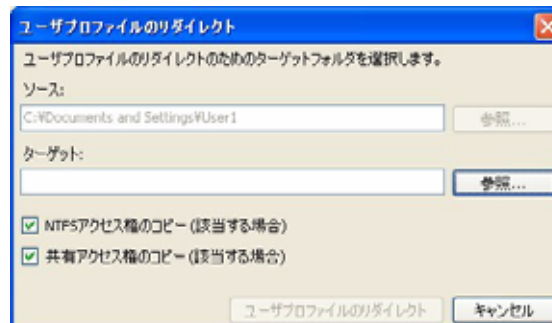 ユーザプロファイルのリダイレクト
ユーザプロファイルのリダイレクトのためのターゲットフォルダを選択します。
ソース:
C:¥Documents and Settings¥User1
参照...
ターゲット:
参照...
NTFSアクセス権のコピー(該当する場合)
共有アクセス権のコピー(該当する場合)
ユーザプロファイルのリダイレクト
キャンセル